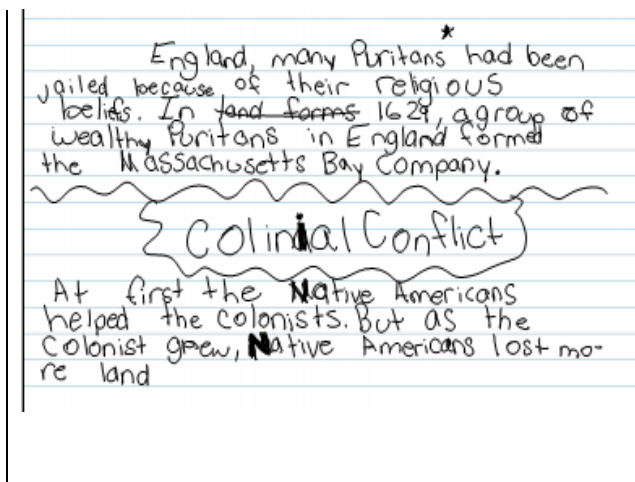 England, many Puritans* had been
jailed because of their religious
beliefs. In land forms 1629, a group of
wealthy Puritans in England formed
the Massachusetts Bay Company.
Colinial Conflict
At first the Native Americans
helped the colonists. But as the
colonist grew, Native Americans lost mo-
re land